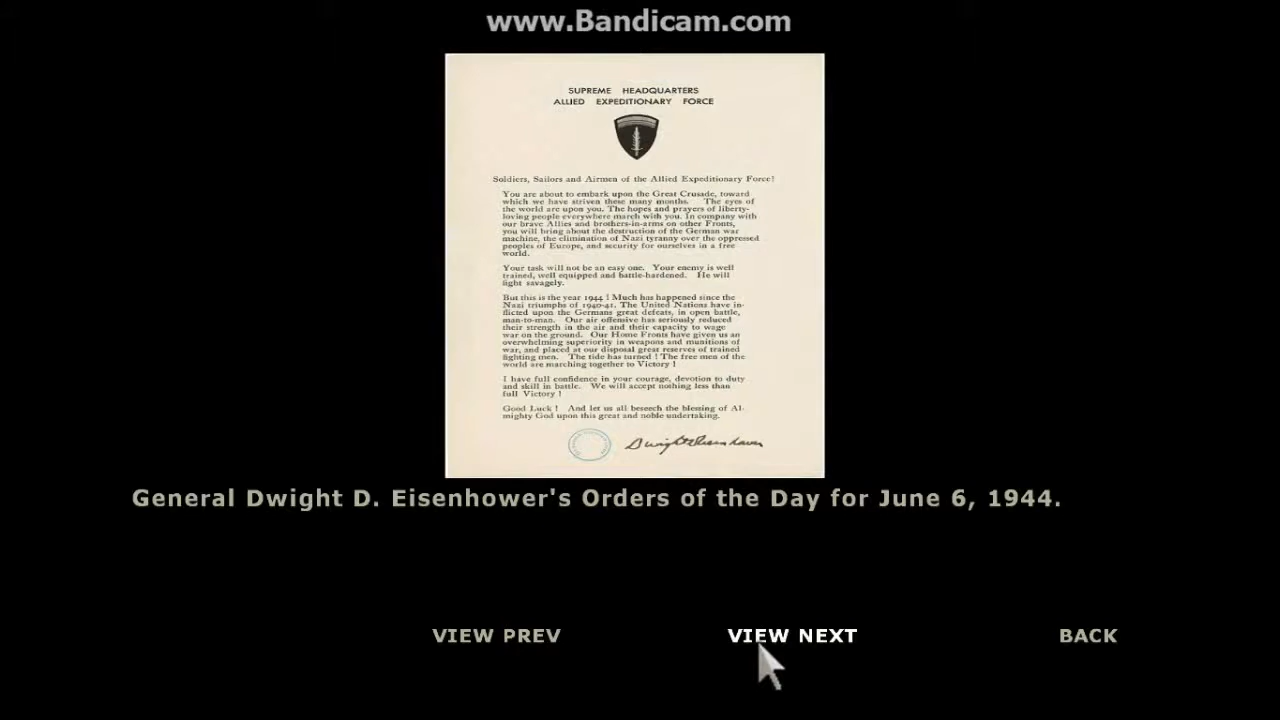 www.Bandicam.com
SUPREME HEADQUARTERS
ALLIED EXPEDITIONARY FORCE
Soldiers, Sailors and Airmen of the Allied Expeditionary Force!
You are about to embark upon the Great Crusade, toward
which we have striven these many months. The eyes of
the world are upon you. The hopes and prayers of liberty-
loving people everywhere march with you. In company with
our brave Allies and brothers-in-arms on other Fronts,
you will bring about the destruction of the German war
machine, the elimination of Nazi tyranny over the oppressed
peoples of Europe, and security for ourselves in a free
world.
Your task will not be an easy one. Your enemy is well
trained, well equipped and battle-hardened. He will
fight savagely.
But this is the year 1944 ! Much has happened since the
Nazi triumphs of 1940-41. The United Nations have in-
flicted upon the Germans great defeats, in open battle,
man-to-man. Our air offensive has seriously reduced
their strength in the air and their capacity to wage
war on the ground. Our Home Fronts have given us an
overwhelming superiority in weapons and munitions of
war, and placed at our disposal great reserves of trained
fighting men. The tide has turned ! The free men of the
world are marching together to Victory !
I have full confidence in your courage, devotion to duty
and skill in battle. We will accept nothing less than
full Victory !
Good Luck ! And let us all beseech the blessing of Al-
mighty God upon this great and noble undertaking.
Dwight D Eisenhower
General Dwight D. Eisenhower's Orders of the Day for June 6, 1944.
VIEW PREV
VIEW NEXT
BACK